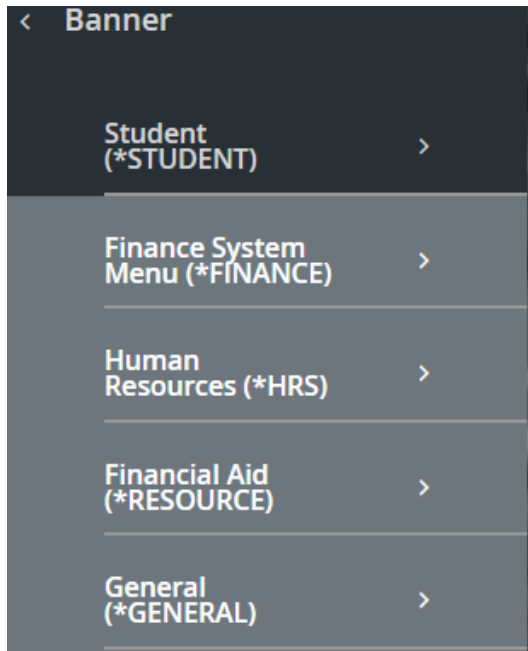 Banner
Student
(*STUDENT)
Finance System
Menu (*FINANCE)
Human
Resources (*HRS)
Financial Aid
(*RESOURCE)
General
(*GENERAL)